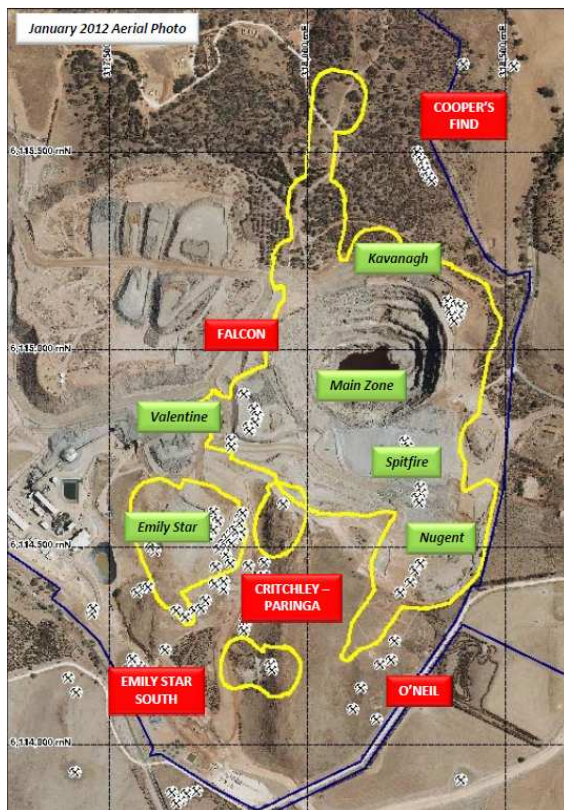 January 2012 Aerial Photo
COOPER'S
FIND
6,115,500 mN
Kavanagh
FALCON
6,115,000 mN
Main Zone
Valentine
Spitfire
Emily Star
Nugent
6,114,500 mN
CRITCHLEY –
PARINGA
EMILY STAR
SOUTH
O'NEIL
6,114,000 mN